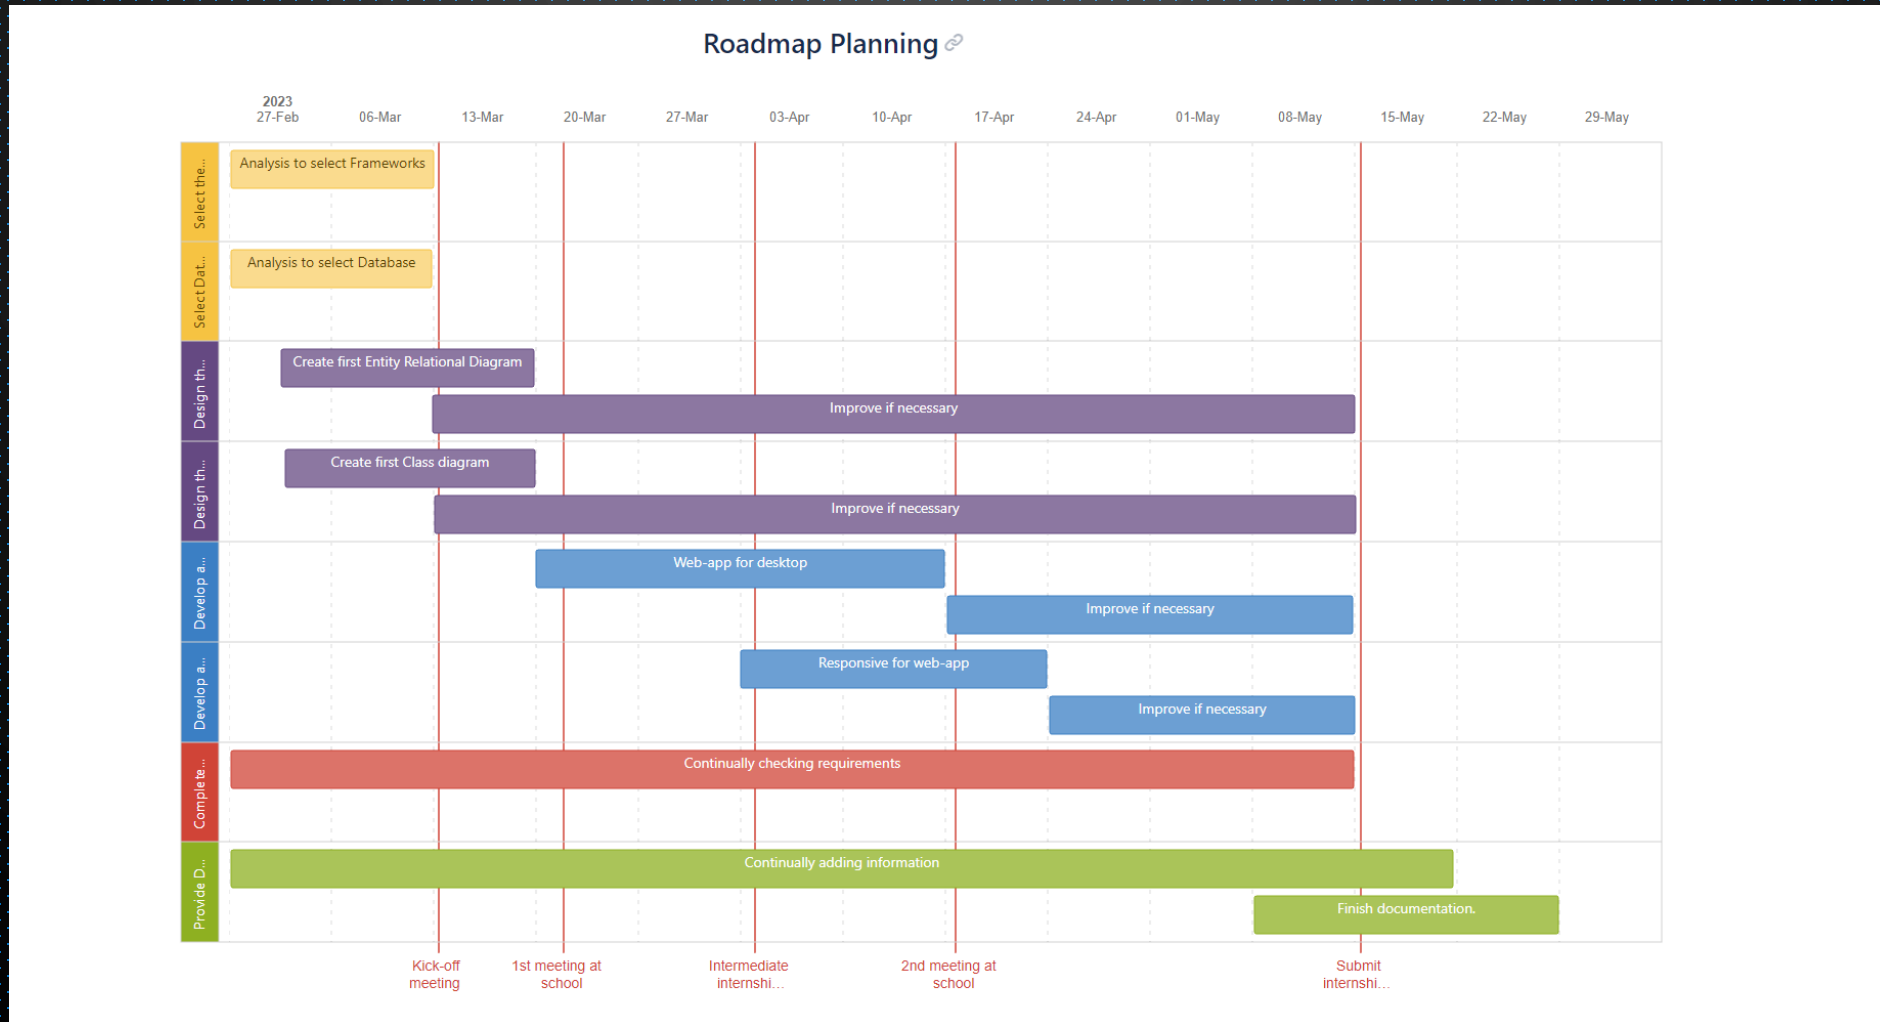 Roadmap Planning
2023
27-Feb 06-Mar 13-Mar 20-Mar 27-Mar 03-Apr 10-Apr 17-Apr 24-Apr 01-May 08-May 15-May 22-May 29-May
Select the...
Analysis to select Frameworks
Select Dat...
Analysis to select Database
Design th...
Create first Entity Relational Diagram
Improve if necessary
Design th...
Create first Class diagram
Improve if necessary
Develop a...
Web-app for desktop
Improve if necessary
Develop a...
Responsive for web-app
Improve if necessary
Complete...
Continually checking requirements
Provide D...
Continually adding information
Finish documentation.
Kick-off
meeting
1st meeting at
school
Intermediate
internshi...
2nd meeting at
school
Submit
internshi...